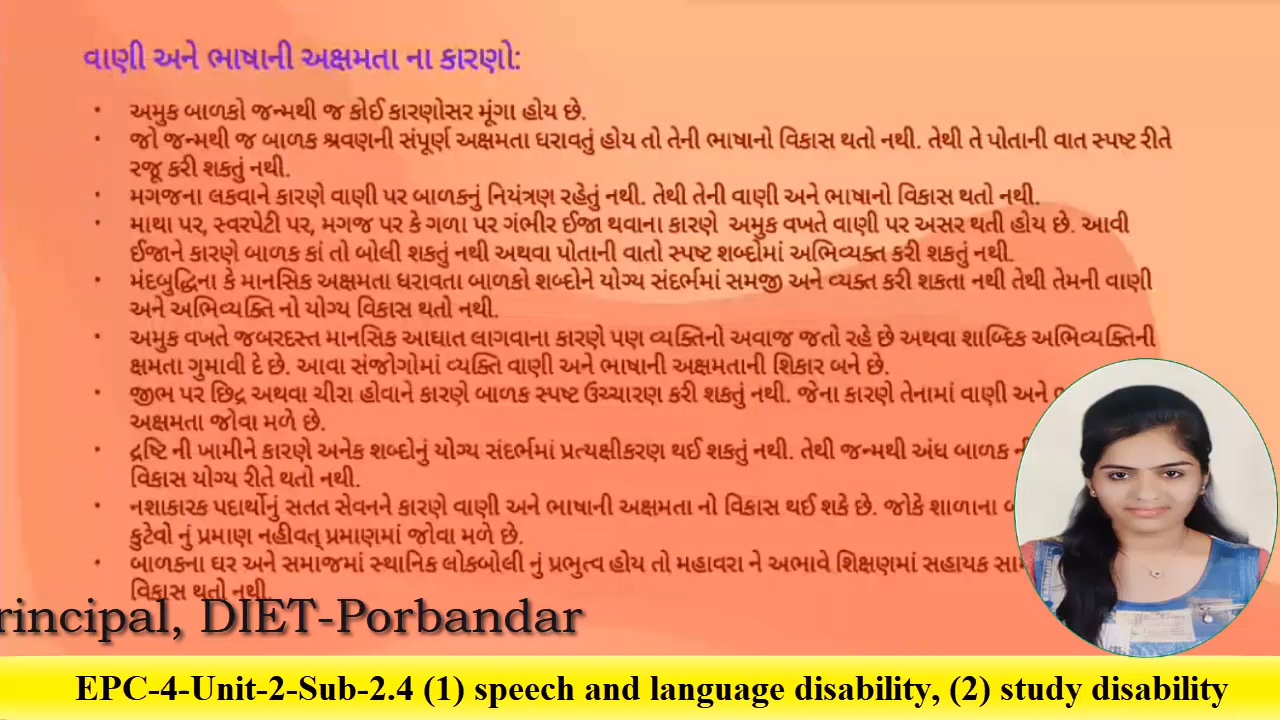 વાણી અને ભાષાની અક્ષમતા ના કારણો:
• અમુક બાળકો જન્મથી જ કોઈ કારણોસર મૂંગા હોય છે.
• જો જન્મથી જ બાળક શ્રવણની સંપૂર્ણ અક્ષમતા ધરાવતું હોય તો તેની ભાષાનો વિકાસ થતો નથી. તેથી તે પોતાની વાત સ્પષ્ટ રીતે
રજૂ કરી શકતું નથી.
• મગજના લકવાને કારણે વાણી પર બાળકનું નિયંત્રણ રહેતું નથી. તેથી તેની વાણી અને ભાષાનો વિકાસ થતો નથી.
• માથા પર, સ્વરપેટી પર, મગજ પર કે ગળા પર ગંભીર ઈજા થવાના કારણે અમુક વખતે વાણી પર અસર થતી હોય છે. આવી
ઈજાને કારણે બાળક કાં તો બોલી શકતું નથી અથવા પોતાની વાતો સ્પષ્ટ શબ્દોમાં અભિવ્યક્ત કરી શકતું નથી.
• મંદબુદ્ધિના કે માનસિક અક્ષમતા ધરાવતા બાળકો શબ્દોને યોગ્ય સંદર્ભમાં સમજી અને વ્યક્ત કરી શકતા નથી તેથી તેમની વાણી
અને અભિવ્યક્તિ નો યોગ્ય વિકાસ થતો નથી.
• અમુક વખતે જબરદસ્ત માનસિક આઘાત લાગવાના કારણે પણ વ્યક્તિનો અવાજ જતો રહે છે અથવા શાબ્દિક અભિવ્યક્તિની
ક્ષમતા ગુમાવી દે છે. આવા સંજોગોમાં વ્યક્તિ વાણી અને ભાષાની અક્ષમતાની શિકાર બને છે.
• જીભ પર છિદ્ર અથવા ચીરા હોવાને કારણે બાળક સ્પષ્ટ ઉચ્ચારણ કરી શકતું નથી. જેના કારણે તેનામાં વાણી અને
અક્ષમતા જોવા મળે છે.
• દ્રષ્ટિ ની ખામીને કારણે અનેક શબ્દોનું યોગ્ય સંદર્ભમાં પ્રત્યક્ષીકરણ થઈ શકતું નથી. તેથી જન્મથી અંધ બાળક
વિકાસ યોગ્ય રીતે થતો નથી.
• નશાકારક પદાર્થોનું સતત સેવનને કારણે વાણી અને ભાષાની અક્ષમતા નો વિકાસ થઈ શકે છે. જોકે શાળાના
કુટેવો નું પ્રમાણ નહીવત્ પ્રમાણમાં જોવા મળે છે.
• બાળકના ઘર અને સમાજમાં સ્થાનિક લોકબોલી નું પ્રભુત્વ હોય તો મહાવરા ને અભાવે શિક્ષણમાં સહાયક
વિકાસ થતો નથી.
rincipal, DIET-Porbandar
EPC-4-Unit-2-Sub-2.4 (1) speech and language disability, (2) study disability